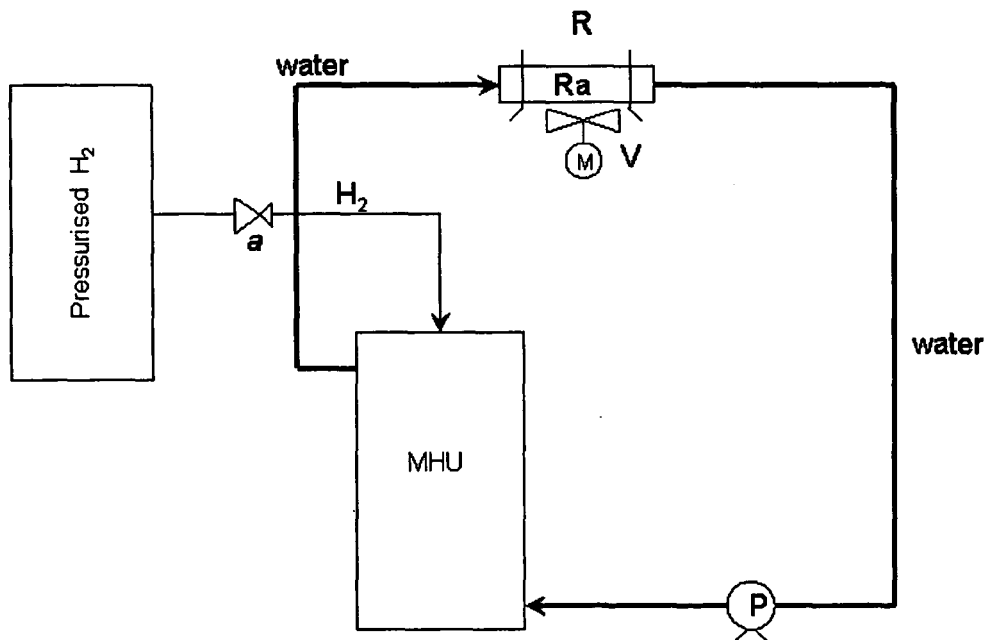 R
water
Ra
M
V
Pressurised H₂
H₂
a
water
MHU
P